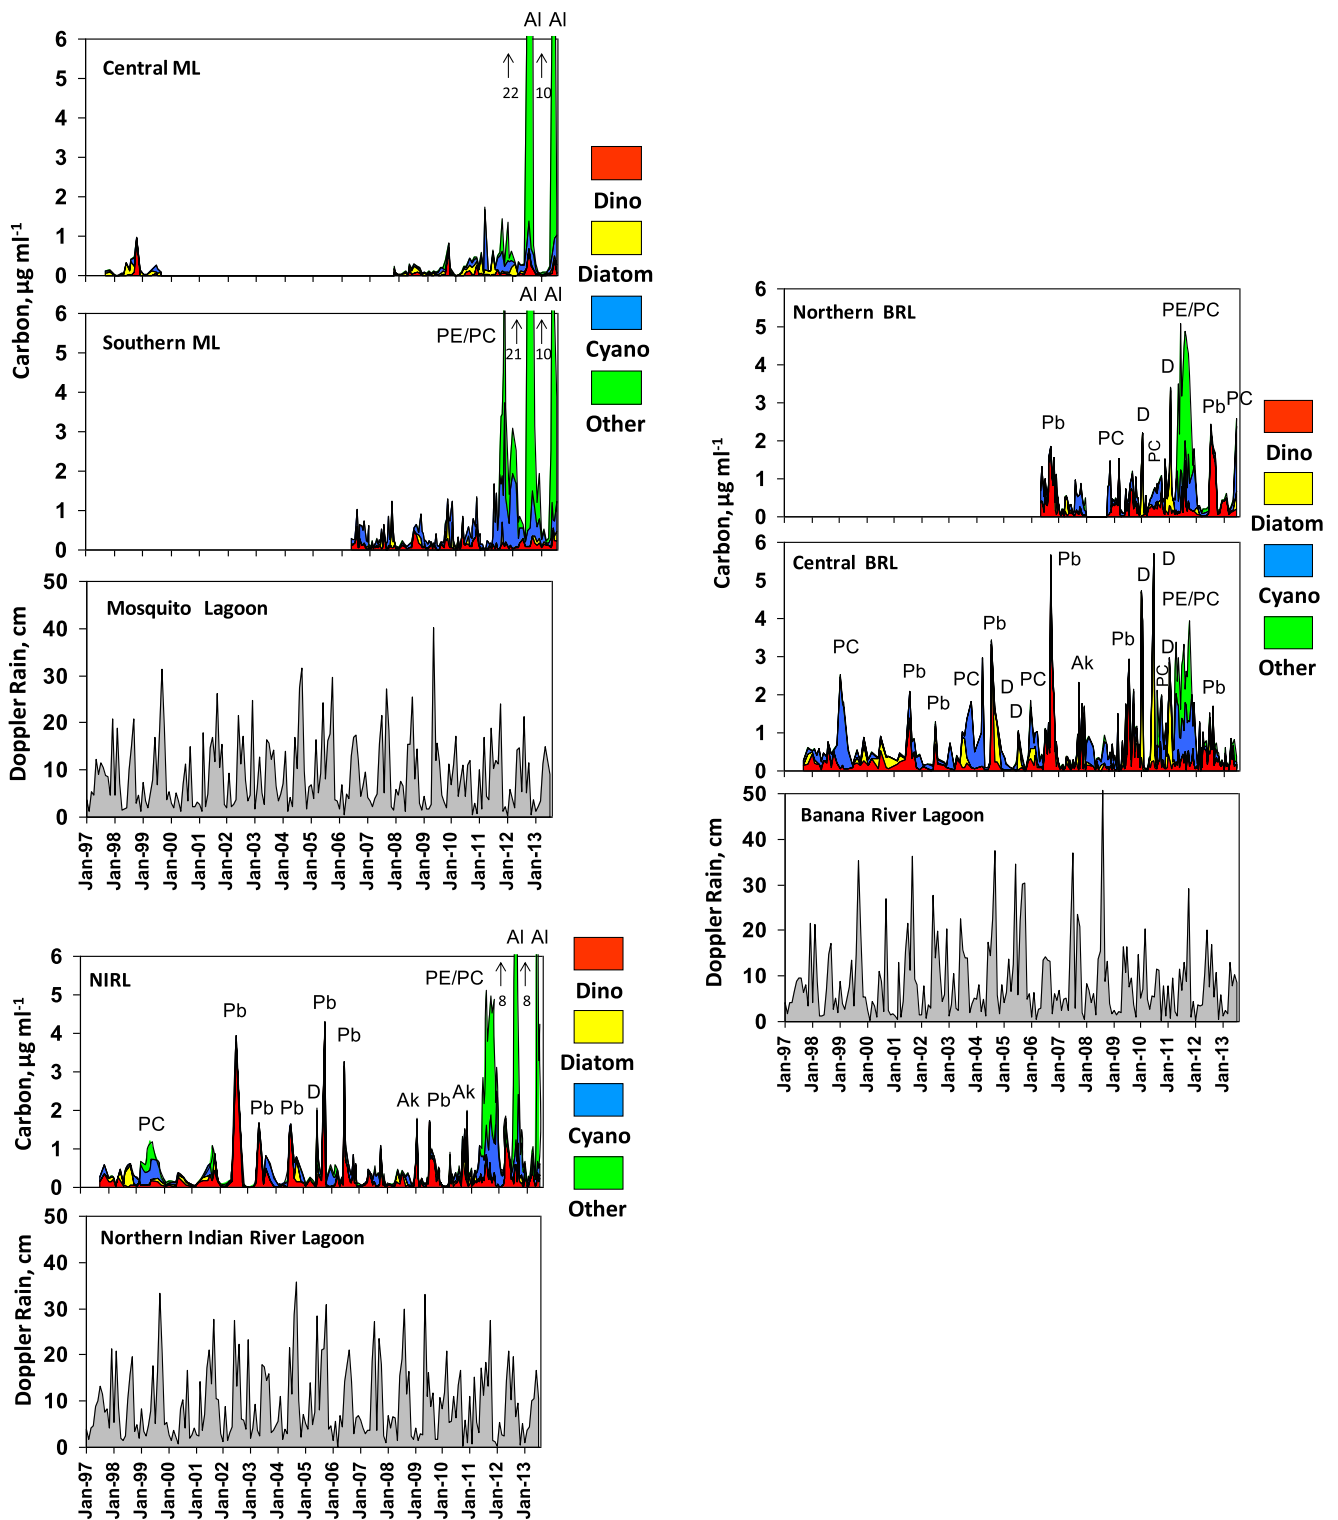 Al Al
6
5
4
3
2
1
0
Central ML
22 10
Carbon, µg ml-1
Dino
Diatom
Cyano
Other
Al Al
6
5
4
3
2
1
0
Southern ML
PE/PC
21 10
50
40
30
20
10
0
Doppler Rain, cm
Mosquito Lagoon
Jan-97
Jan-98
Jan-99
Jan-00
Jan-01
Jan-02
Jan-03
Jan-04
Jan-05
Jan-06
Jan-07
Jan-08
Jan-09
Jan-10
Jan-11
Jan-12
Jan-13
Al Al
6
5
4
3
2
1
0
Carbon, µg ml-1
NIRL
PE/PC
8 8
PC
Pb
Pb
Pb
D
Pb
Pb
Ak
Pb
Ak
Dino
Diatom
Cyano
Other
50
40
30
20
10
0
Doppler Rain, cm
Northern Indian River Lagoon
Jan-97
Jan-98
Jan-99
Jan-00
Jan-01
Jan-02
Jan-03
Jan-04
Jan-05
Jan-06
Jan-07
Jan-08
Jan-09
Jan-10
Jan-11
Jan-12
Jan-13
6
5
4
3
2
1
0
Northern BRL
Pb
PC
D
PC
D
PE/PC
Pb
PC
Carbon, µg ml-1
Dino
Diatom
Cyano
Other
6
5
4
3
2
1
0
Central BRL
PC
Pb
Pb
PC
Pb
D
D
PC
Pb
Ak
Pb
D
D
PC
D
PE/PC
Pb
50
40
30
20
10
0
Doppler Rain, cm
Banana River Lagoon
Jan-97
Jan-98
Jan-99
Jan-00
Jan-01
Jan-02
Jan-03
Jan-04
Jan-05
Jan-06
Jan-07
Jan-08
Jan-09
Jan-10
Jan-11
Jan-12
Jan-13